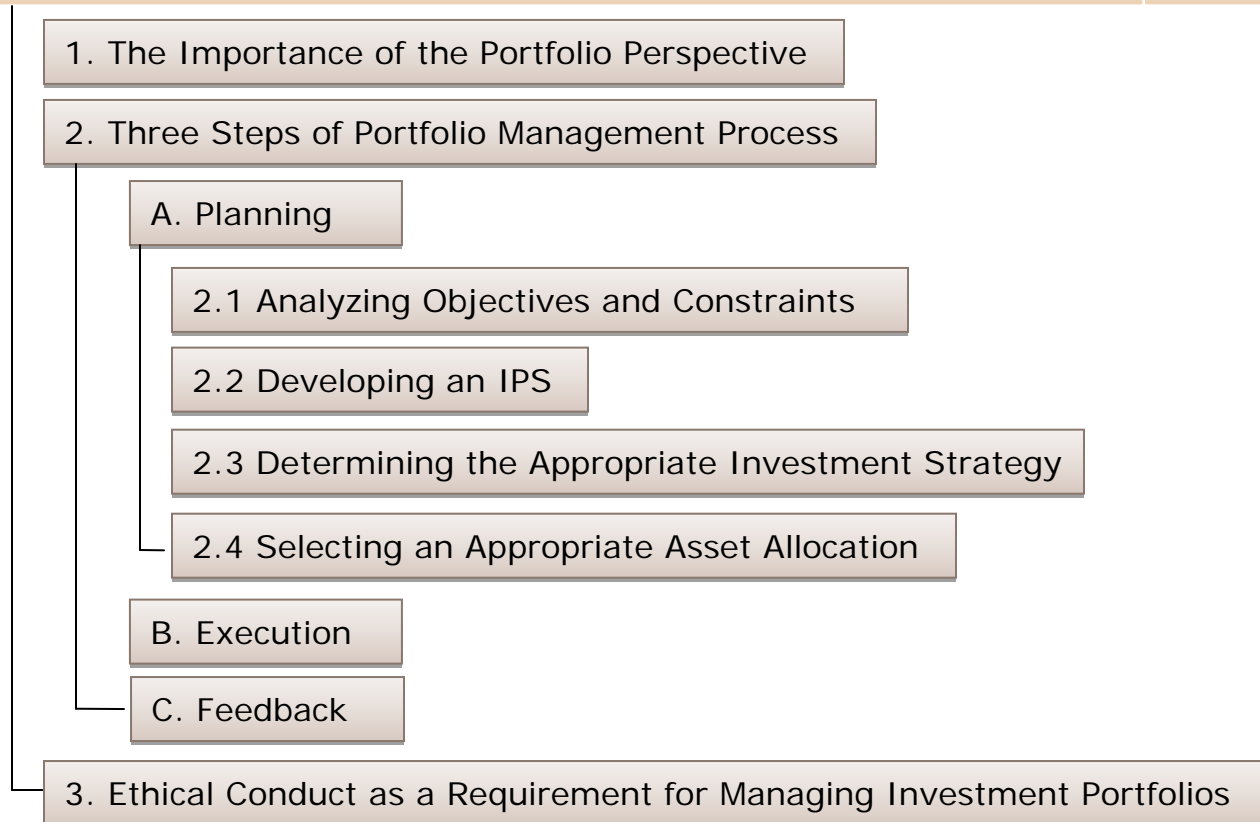 1. The Importance of the Portfolio Perspective
2. Three Steps of Portfolio Management Process
A. Planning
2.1 Analyzing Objectives and Constraints
2.2 Developing an IPS
2.3 Determining the Appropriate Investment Strategy
2.4 Selecting an Appropriate Asset Allocation
B. Execution
C. Feedback
3. Ethical Conduct as a Requirement for Managing Investment Portfolios